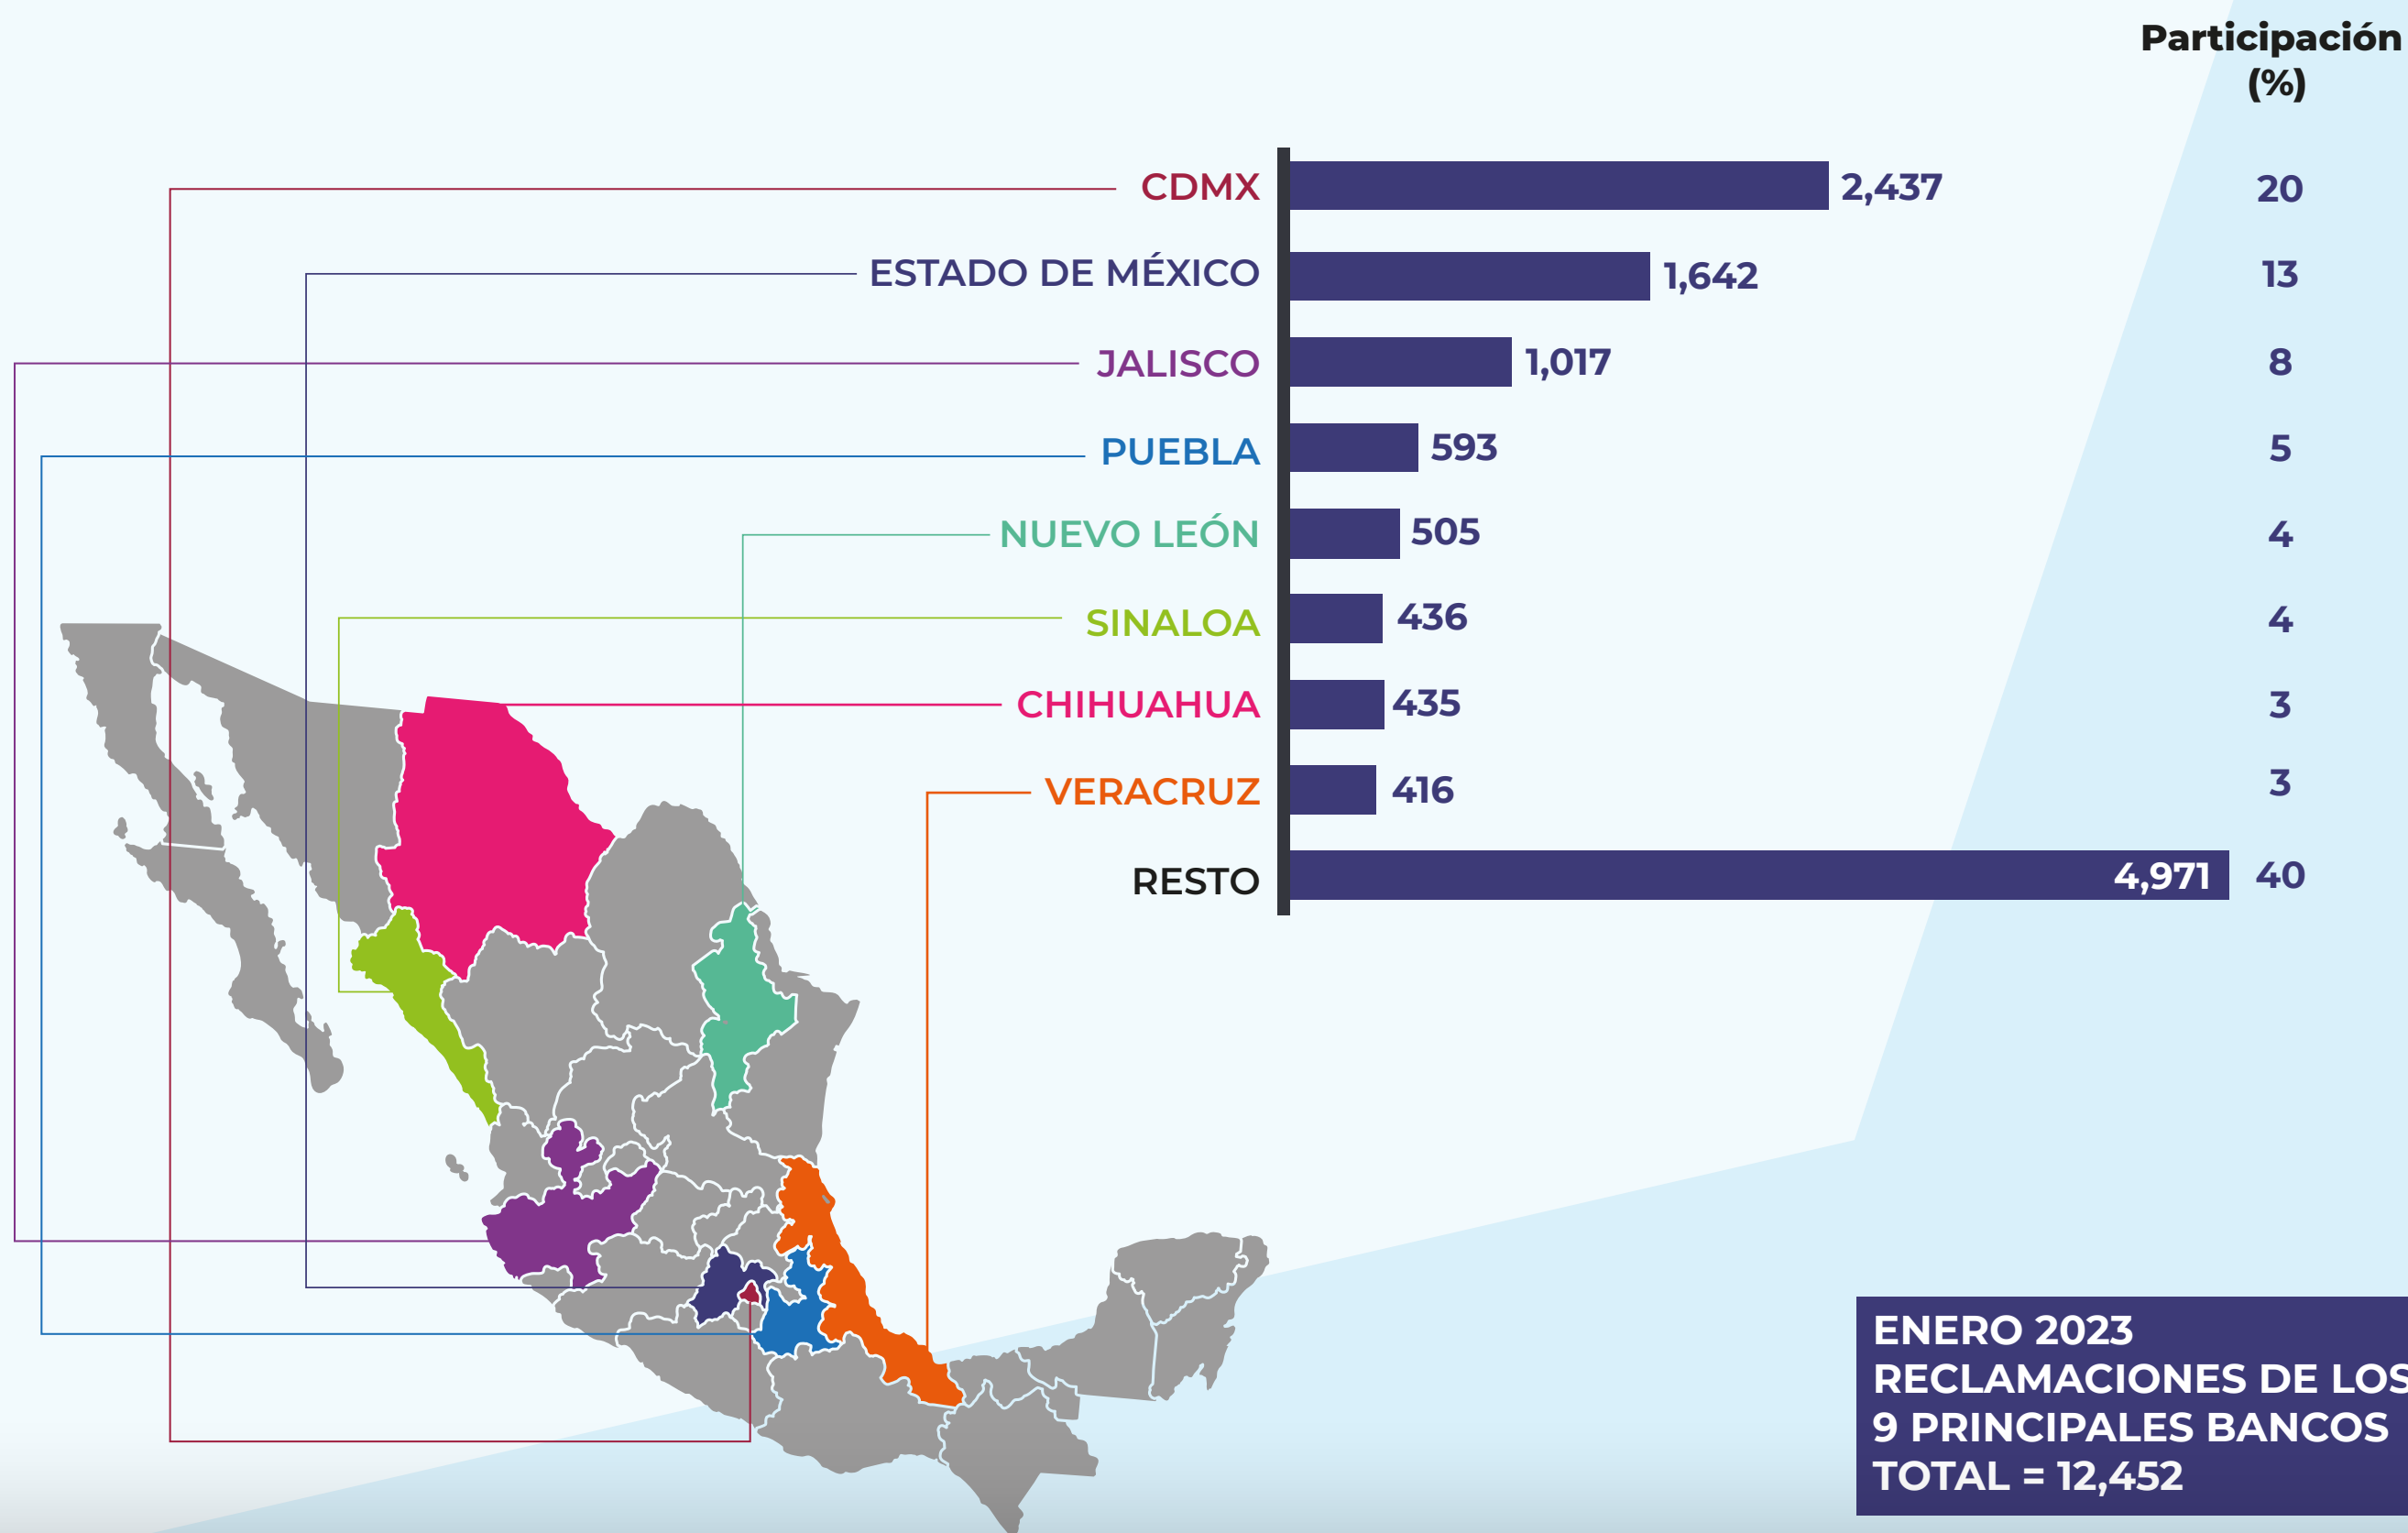 Participación
(%)
CDMX 2,437 20
ESTADO DE MÉXICO 1,642 13
JALISCO 1,017 8
PUEBLA 593 5
NUEVO LEÓN 505 4
SINALOA 436 4
CHIHUAHUA 435 3
VERACRUZ 416 3
RESTO 4,971 40
ENERO 2023
RECLAMACIONES DE LOS
9 PRINCIPALES BANCOS
TOTAL = 12,452